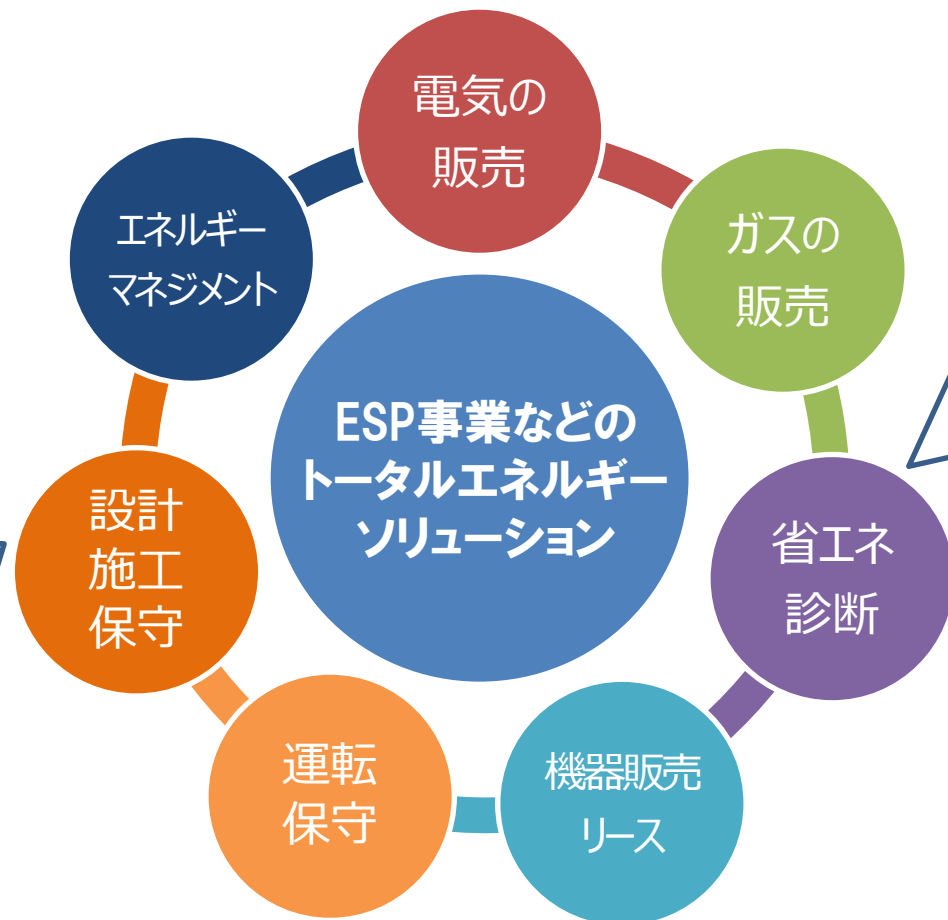 電気の
販売
ガスの
販売
省エネ
診断
機器販売
リース
運転
保守
設計
施工
保守
エネルギー
マネジメント
ESP事業などの
トータルエネルギー
ソリューション